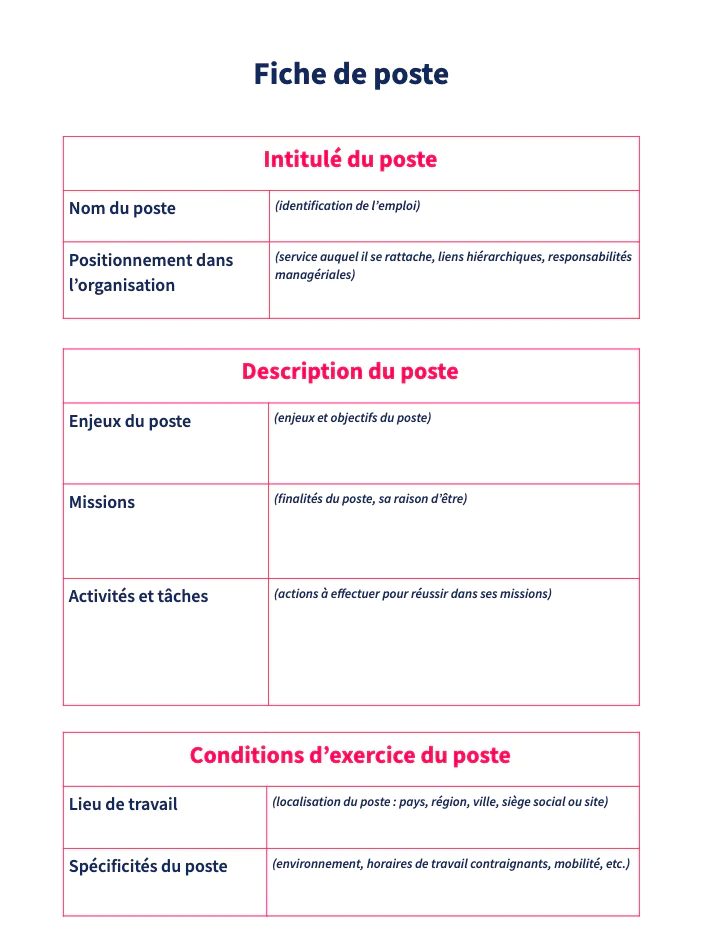 Fiche de poste
Intitulé du poste
Nom du poste
(identification de l’emploi)
Positionnement dans
l’organisation
(service auquel il se rattache, liens hiérarchiques, responsabilités
managériales)
Description du poste
Enjeux du poste
(enjeux et objectifs du poste)
Missions
(finalités du poste, sa raison d’être)
Activités et tâches
(actions à effectuer pour réussir dans ses missions)
Conditions d’exercice du poste
Lieu de travail
(localisation du poste : pays, région, ville, siège social ou site)
Spécificités du poste
(environnement, horaires de travail contraignants, mobilité, etc.)